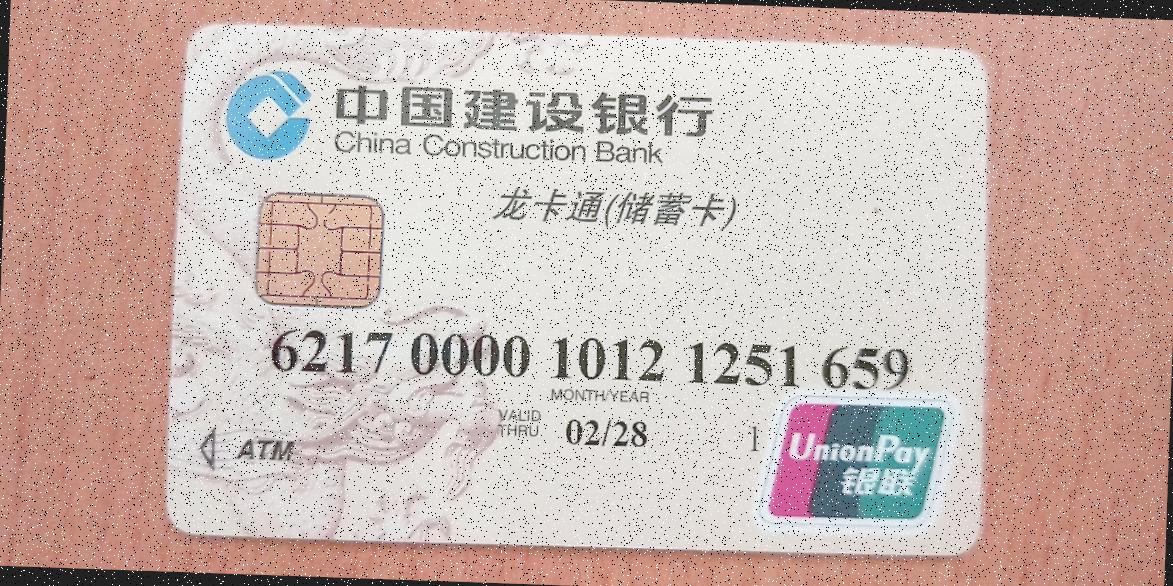 中国建设银行
China Construction Bank
龙卡通(储蓄卡)
6217 0000 1012 1251 659
MONTH/YEAR
VALID THRU 02/28
1
ATM
UnionPay
银联